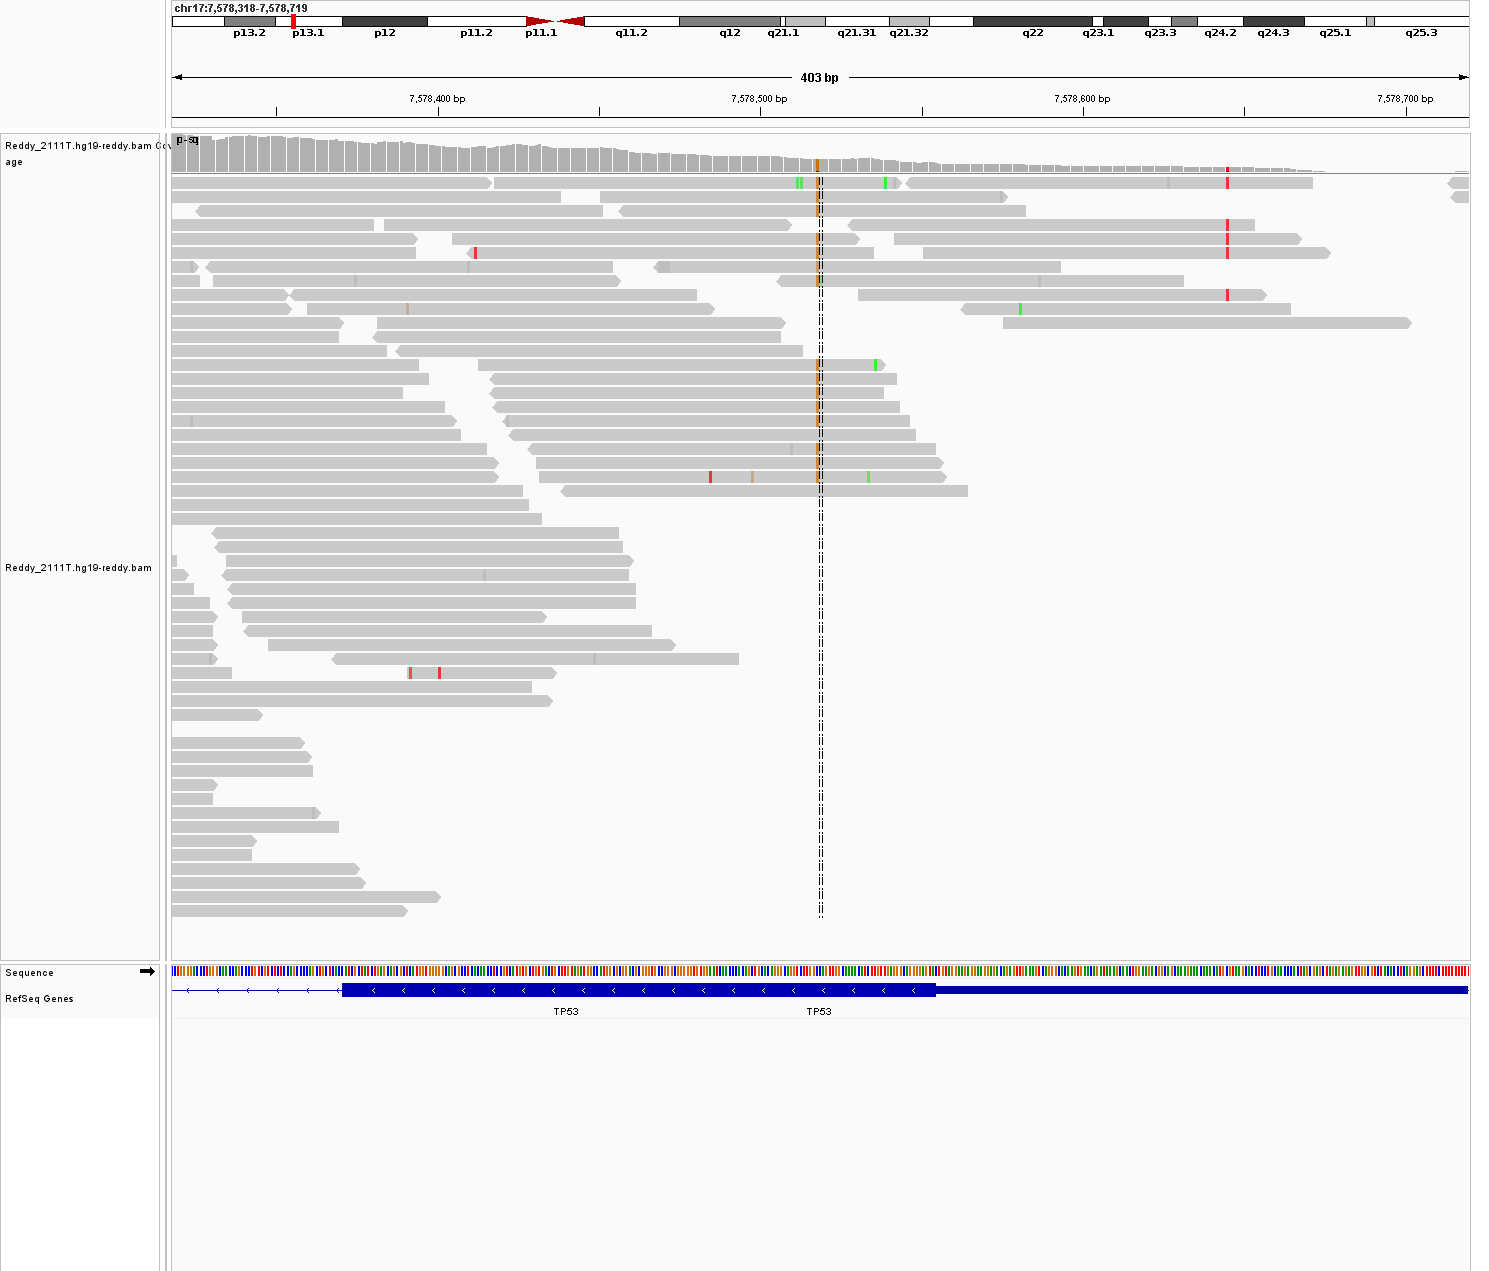 chr17:7,578,318-7,578,719
p13.2 p13.1 p12 p11.2 p11.1 q11.2 q12 q21.1 q21.31 q21.32 q22 q23.1 q23.3 q24.2 q24.3 q25.1 q25.3
403 bp
7,578,400 bp 7,578,500 bp 7,578,600 bp 7,578,700 bp
Reddy_2111T.hg19-reddy.bam Cov
age
Reddy_2111T.hg19-reddy.bam
Sequence
RefSeq Genes
TP53 TP53